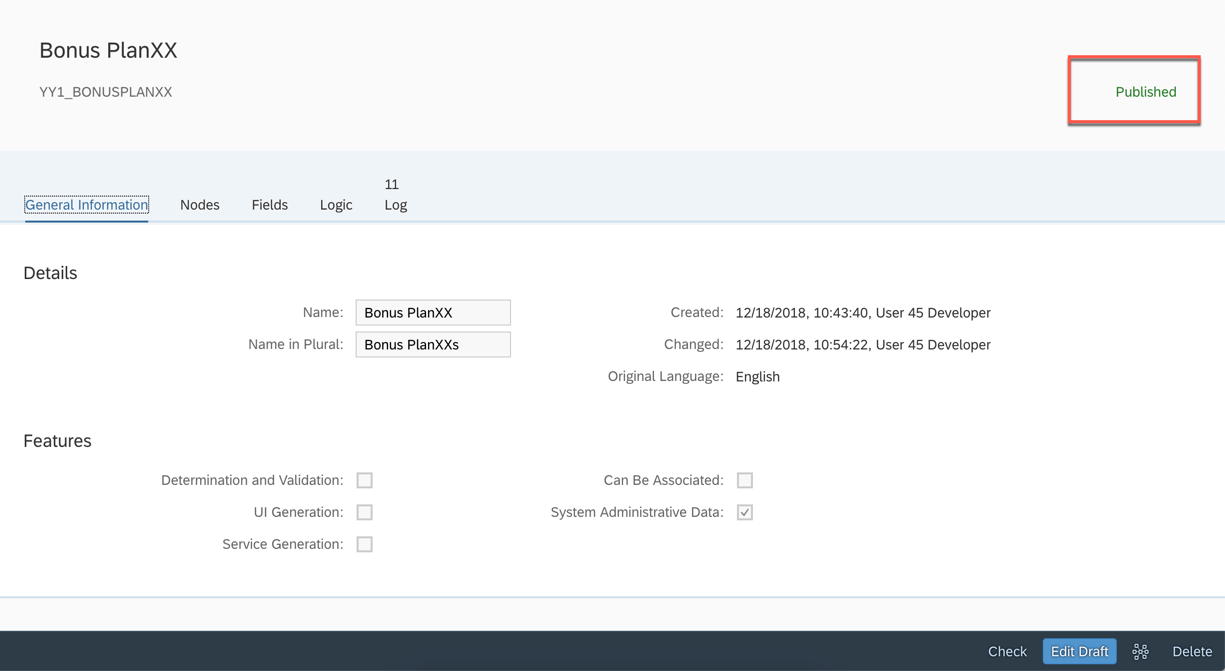 Bonus PlanXX
YY1_BONUSPLANXX
Published
11
General Information Nodes Fields Logic Log
Details
Name: Bonus PlanXX Created: 12/18/2018, 10:43:40, User 45 Developer
Name in Plural: Bonus PlanXXs Changed: 12/18/2018, 10:54:22, User 45 Developer
Original Language: English
Features
Determination and Validation: Can Be Associated:
UI Generation: System Administrative Data:
Service Generation:
Check Edit Draft Delete